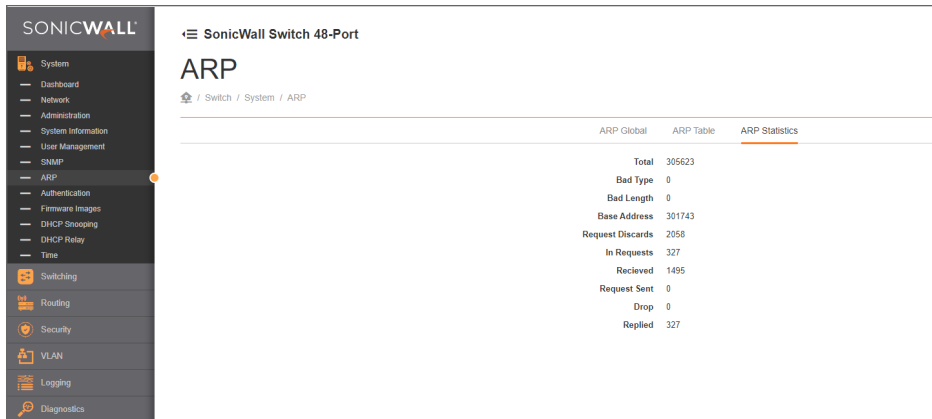 SONICWALL
System
Dashboard
Network
Administration
System Information
User Management
SNMP
ARP
Authentication
Firmware Images
DHCP Snooping
DHCP Relay
Time
Switching
Routing
Security
VLAN
Logging
Diagnostics
SonicWall Switch 48-Port
ARP
/ Switch / System / ARP
ARP Global ARP Table ARP Statistics
Total 305623
Bad Type 0
Bad Length 0
Base Address 301743
Request Discards 2058
In Requests 327
Recieved 1495
Request Sent 0
Drop 0
Replied 327